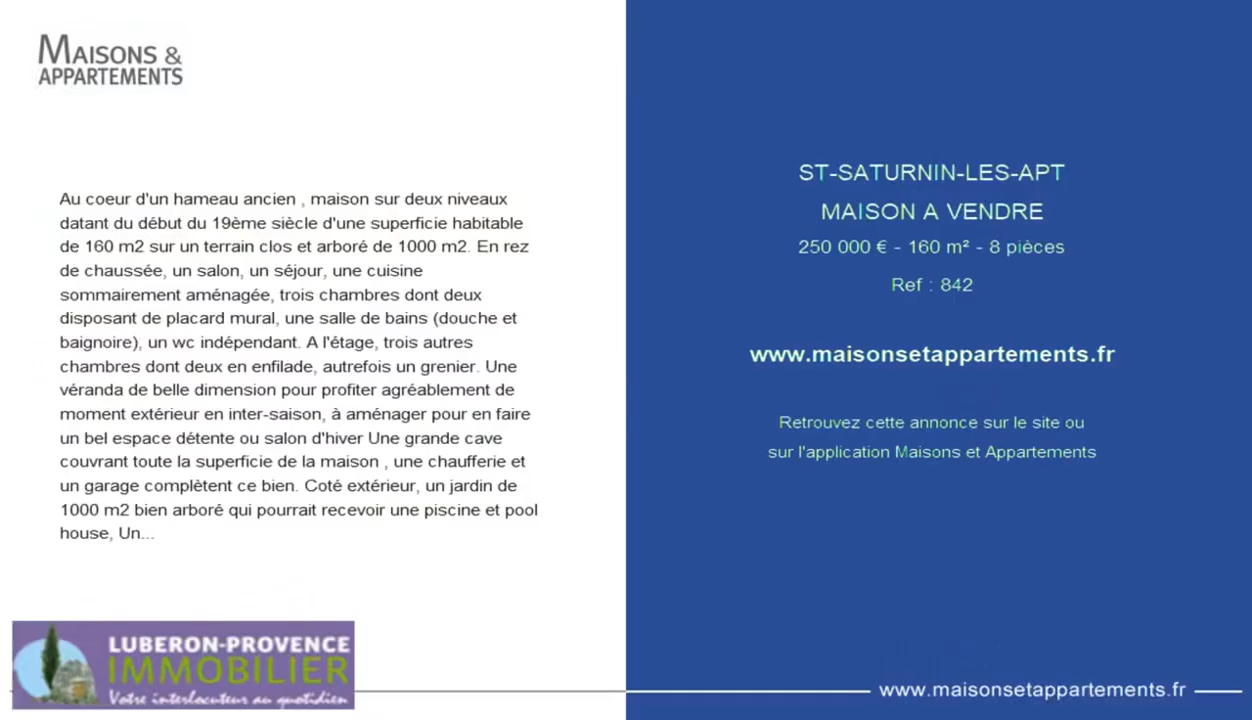 MAISONS &
APPARTEMENTS
Au coeur d'un hameau ancien , maison sur deux niveaux
datant du début du 19ème siècle d'une superficie habitable
de 160 m2 sur un terrain clos et arboré de 1000 m2. En rez
de chaussée, un salon, un séjour, une cuisine
sommairement aménagée, trois chambres dont deux
disposant de placard mural, une salle de bains (douche et
baignoire), un wc indépendant. A l'étage, trois autres
chambres dont deux en enfilade, autrefois un grenier. Une
véranda de belle dimension pour profiter agréablement de
moment extérieur en inter-saison, à aménager pour en faire
un bel espace détente ou salon d'hiver Une grande cave
couvrant toute la superficie de la maison , une chaufferie et
un garage complètent ce bien. Coté extérieur, un jardin de
1000 m2 bien arboré qui pourrait recevoir une piscine et pool
house, Un...
LUBERON-PROVENCE
IMMOBILIER
Votre interlocuteur au quotidien
ST-SATURNIN-LES-APT
MAISON A VENDRE
250 000 € - 160 m² - 8 pièces
Ref : 842
www.maisonsetappartements.fr
Retrouvez cette annonce sur le site ou
sur l'application Maisons et Appartements
www.maisonsetappartements.fr